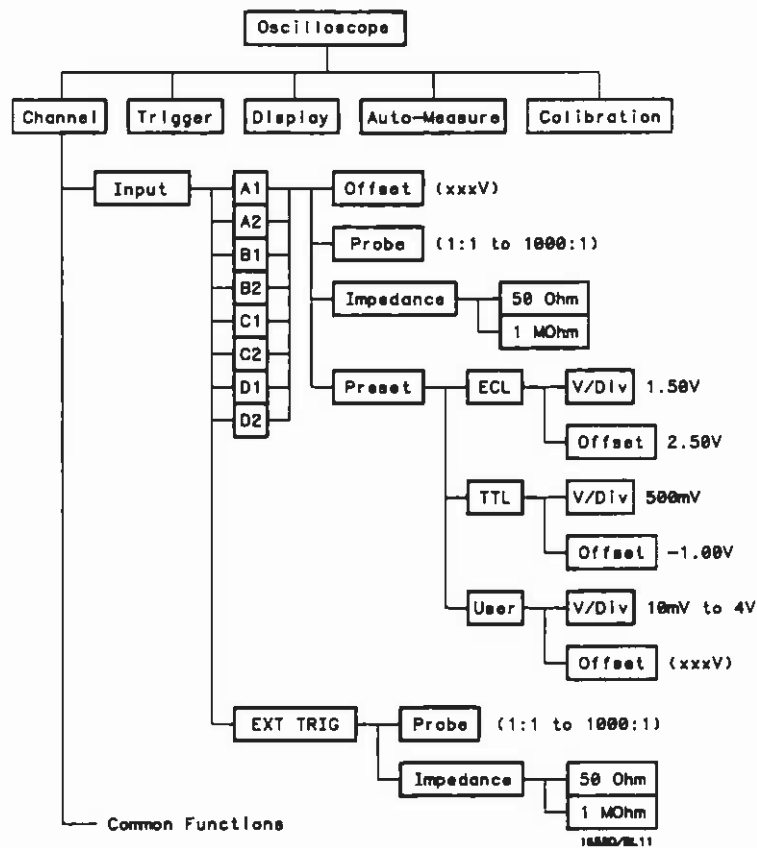 Oscilloscope
Channel Trigger Display Auto-Measure Calibration
Input A1 Offset (xxxV)
A2
Probe (1:1 to 1000:1)
B1
B2 Impedance 50 Ohm
C1 1 MOhm
C2
D1 Preset ECL V/Div 1.50V
D2
Offset 2.50V
TTL V/Div 500mV
Offset -1.00V
User V/Div 10mV to 4V
Offset (xxxV)
EXT TRIG Probe (1:1 to 1000:1)
Impedance 50 Ohm
1 MOhm
Common Functions